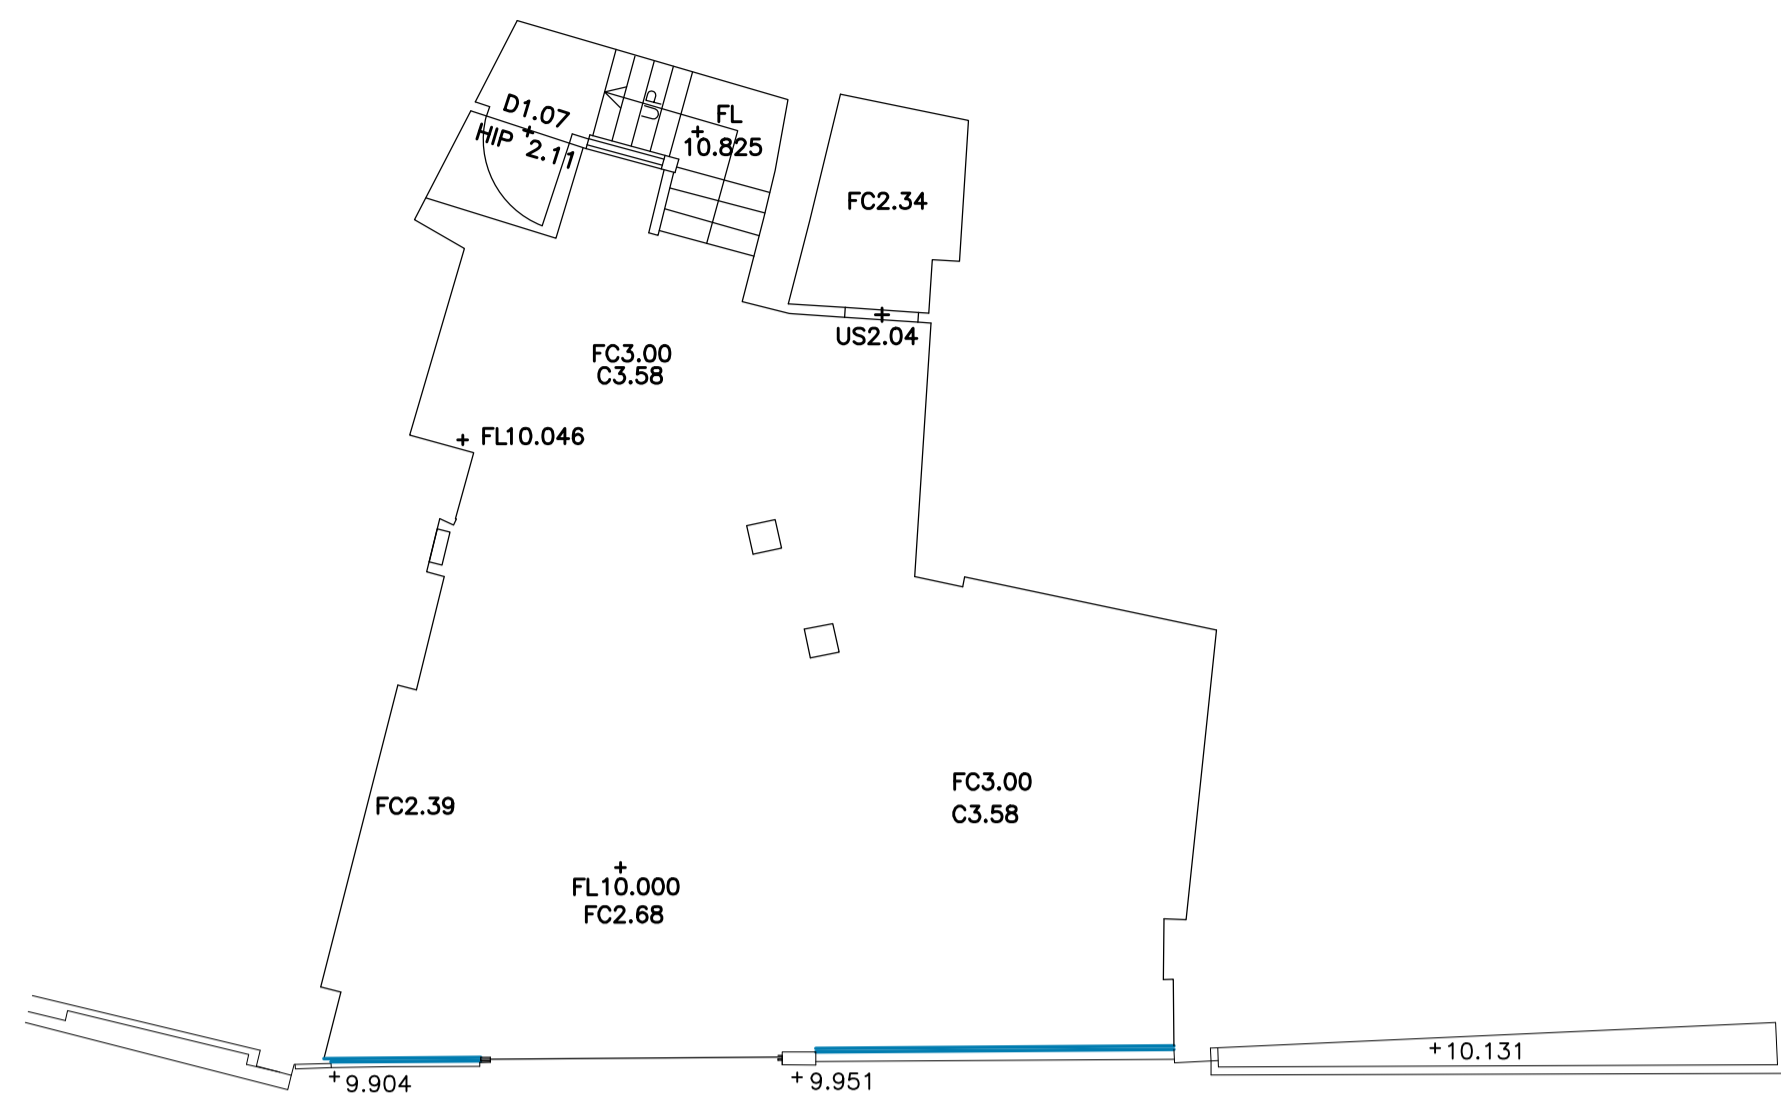 D1.07
HIP 2.11
UP
FL
10.825
FC2.34
US2.04
FC3.00
C3.58
FL10.046
FC3.00
C3.58
FC2.39
FL10.000
FC2.68
10.131
9.904
9.951